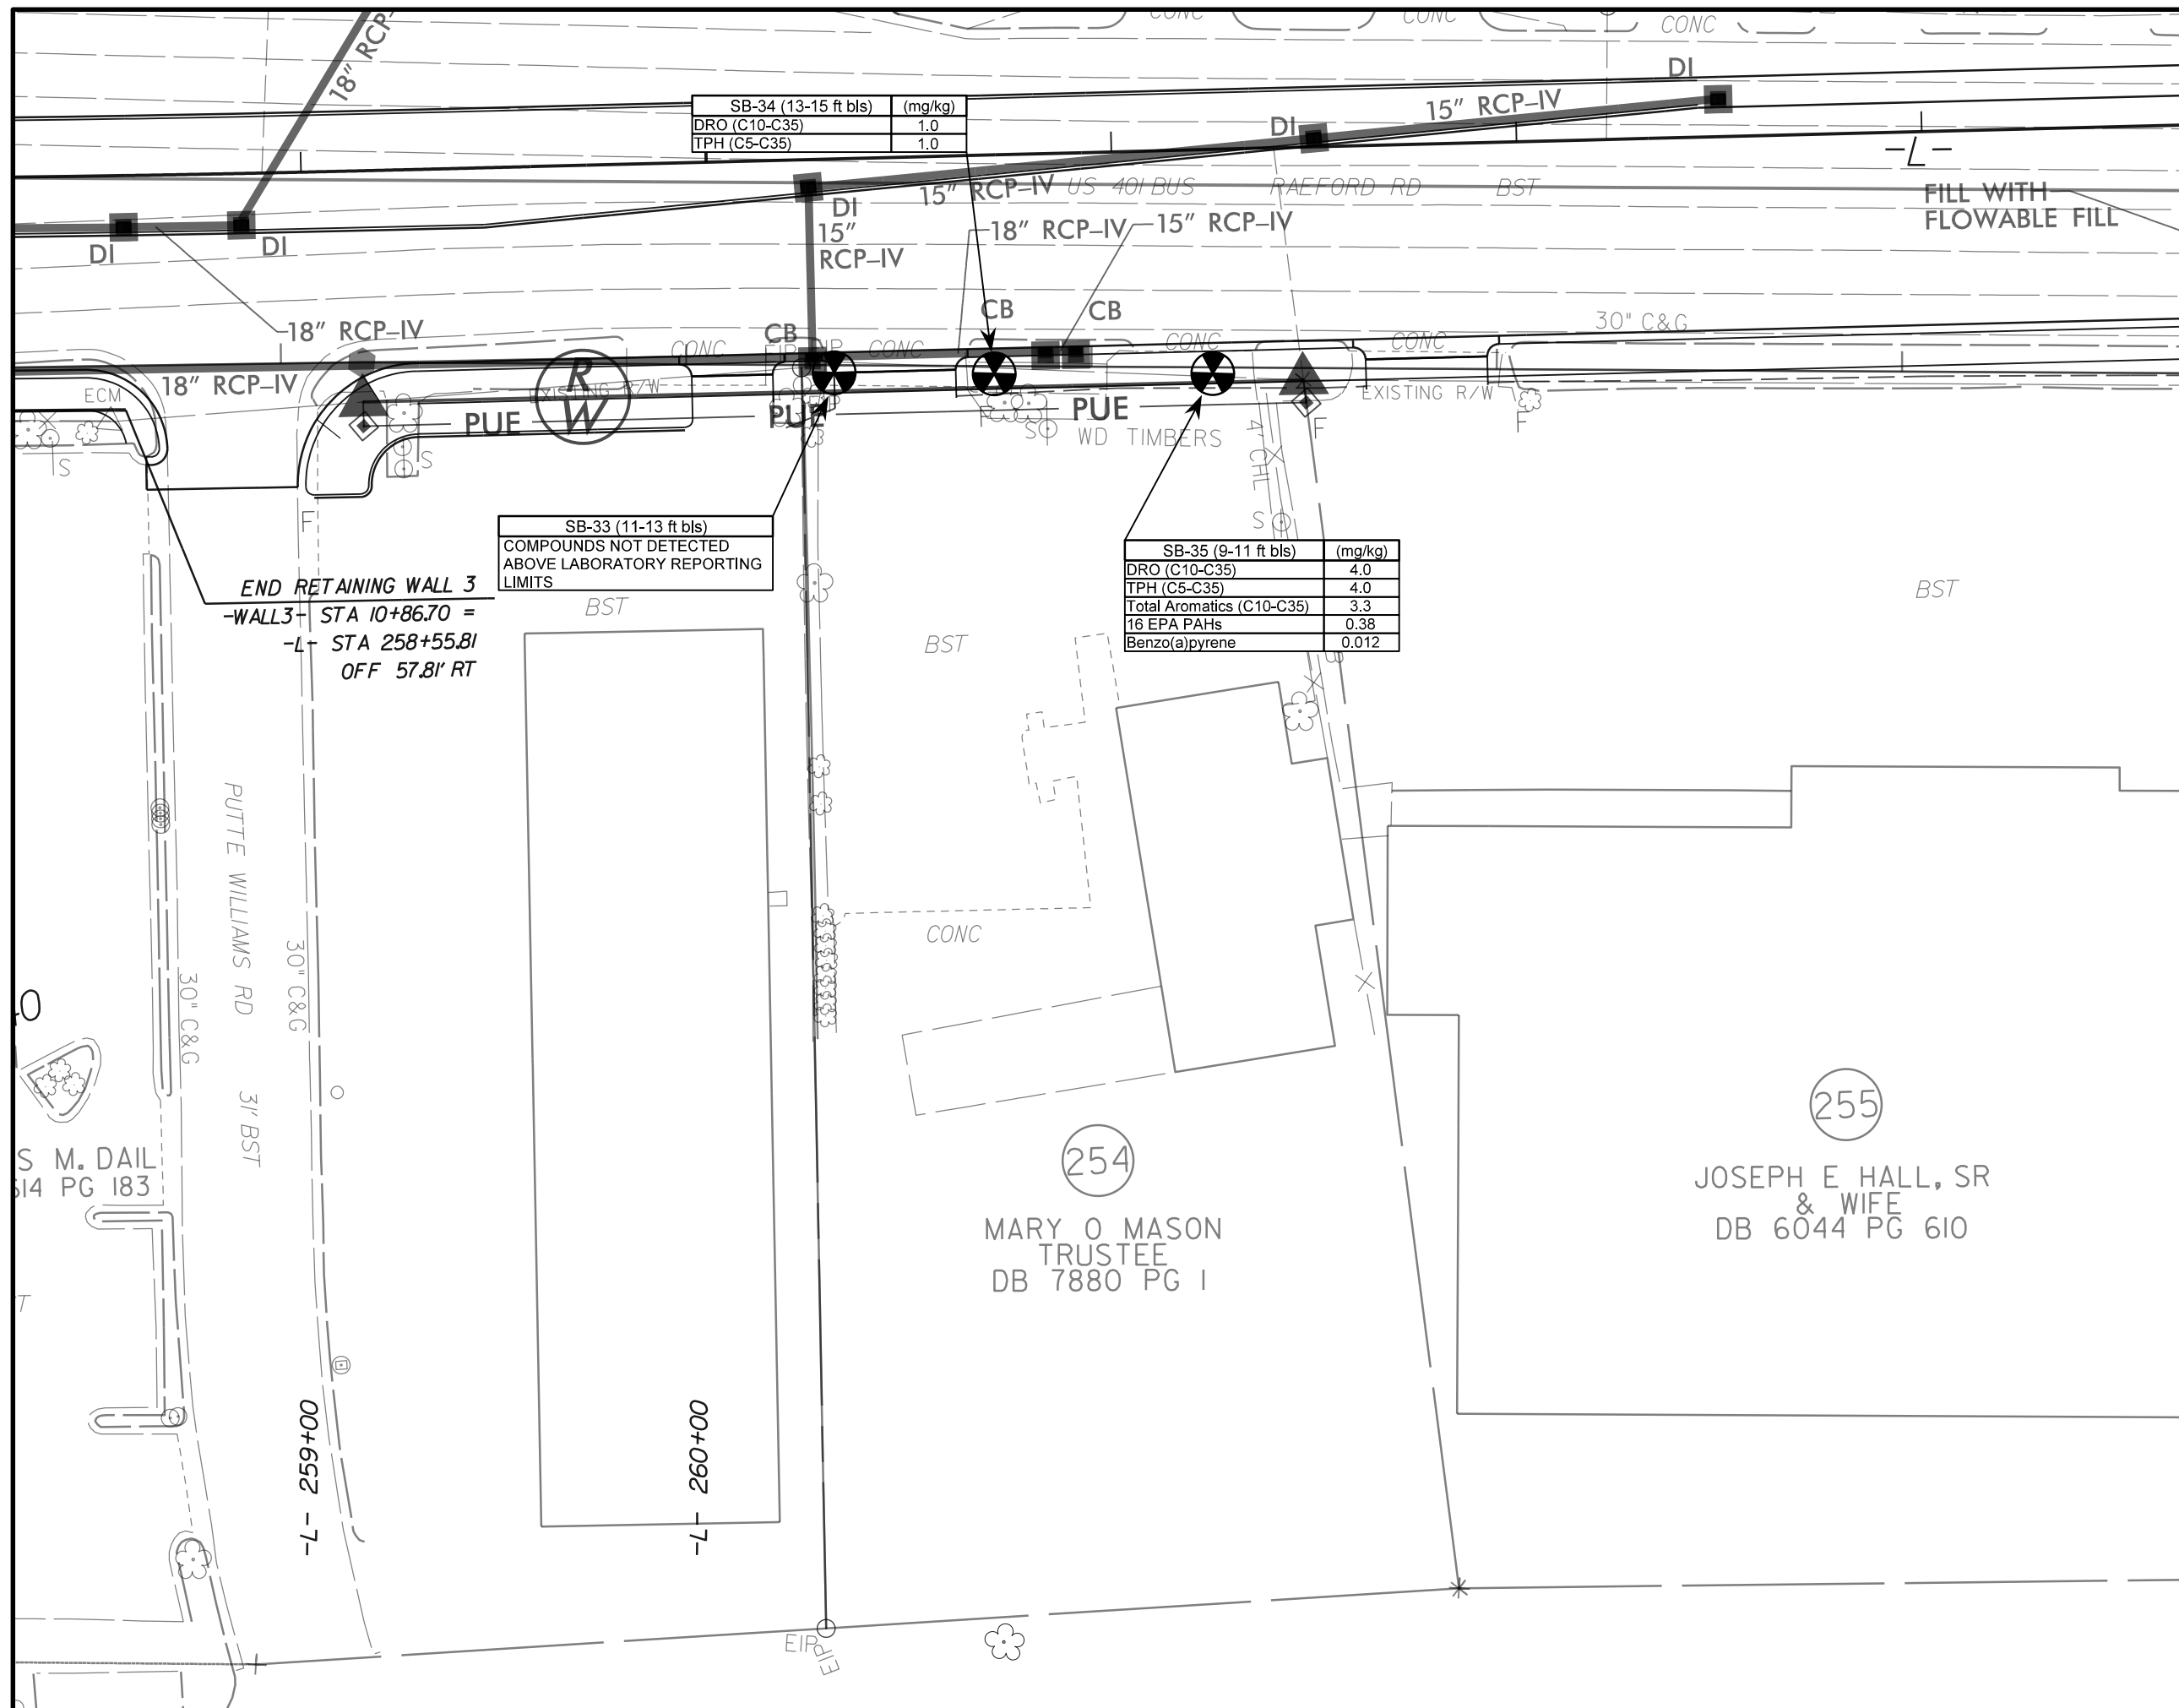 CONC
CONC
CONC
18" RCP-
DI
15" RCP-IV
DI
-L-
SB-34 (13-15 ft bls) (mg/kg)
DRO (C10-C35) 1.0
TPH (C5-C35) 1.0
15" RCP-IV
US 401 BUS RAEFORD RD BST
FILL WITH
FLOWABLE FILL
DI
15"
RCP-IV
18" RCP-IV
15" RCP-IV
DI
DI
18" RCP-IV
CB
CB
CB
30" C&G
CONC
CONC
CONC
CONC
18" RCP-IV
ECM
EXISTING R/W
R
W
EXISTING R/W
PUE
PUE
PUE
F
F
F
S
WD TIMBERS
4' CHL
S
S
S
F
SB-33 (11-13 ft bls)
COMPOUNDS NOT DETECTED
ABOVE LABORATORY REPORTING
LIMITS
SB-35 (9-11 ft bls) (mg/kg)
DRO (C10-C35) 4.0
TPH (C5-C35) 4.0
Total Aromatics (C10-C35) 3.3
16 EPA PAHs 0.38
Benzo(a)pyrene 0.012
END RETAINING WALL 3
-WALL3- STA 10+86.70 =
-L- STA 258+55.81
OFF 57.81' RT
BST
BST
BST
PUTTE WILLIAMS RD
31' BST
30" C&G
30" C&G
CONC
S M. DAIL
514 PG 183
254
MARY O MASON
TRUSTEE
DB 7880 PG 1
255
JOSEPH E HALL, SR
& WIFE
DB 6044 PG 610
-L- 259+00
-L- 260+00
EIP
EIP